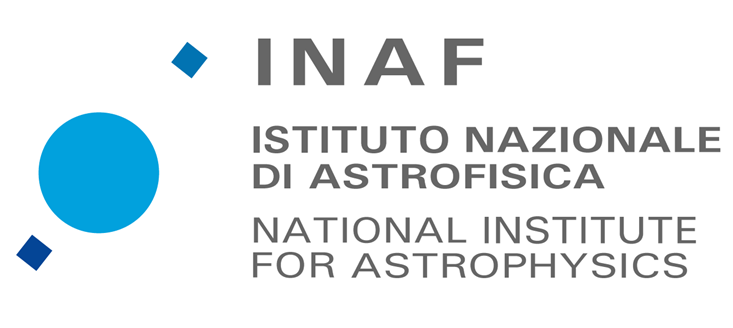 INAF
ISTITUTO NAZIONALE
DI ASTROFISICA
NATIONAL INSTITUTE
FOR ASTROPHYSICS